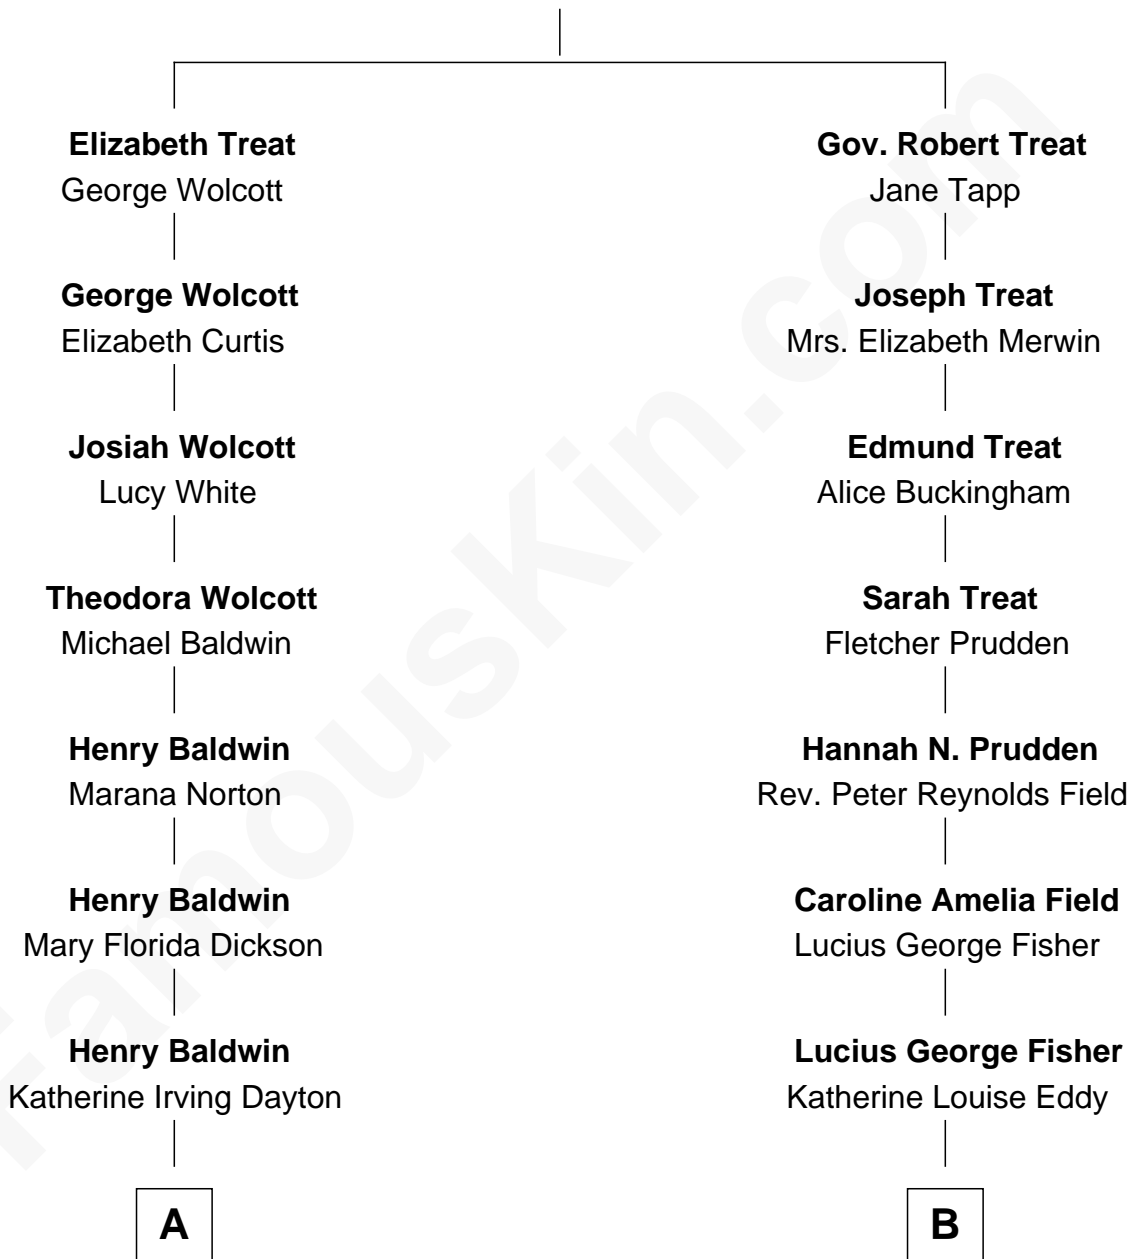 Elizabeth Treat
George Wolcott
George Wolcott
Elizabeth Curtis
Josiah Wolcott
Lucy White
Theodora Wolcott
Michael Baldwin
Henry Baldwin
Marana Norton
Henry Baldwin
Mary Florida Dickson
Henry Baldwin
Katherine Irving Dayton
A
Gov. Robert Treat
Jane Tapp
Joseph Treat
Mrs. Elizabeth Merwin
Edmund Treat
Alice Buckingham
Sarah Treat
Fletcher Prudden
Hannah N. Prudden
Rev. Peter Reynolds Field
Caroline Amelia Field
Lucius George Fisher
Lucius George Fisher
Katherine Louise Eddy
B
FamousKin.com